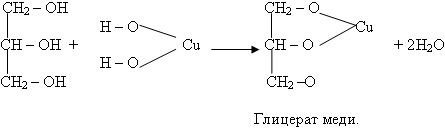 CH₂ – OH
CH – OH + H – O Cu → CH – O Cu + 2H₂O
H – O
CH₂ – OH
CH₂ – O
CH₂ –O
Глицерат меди.